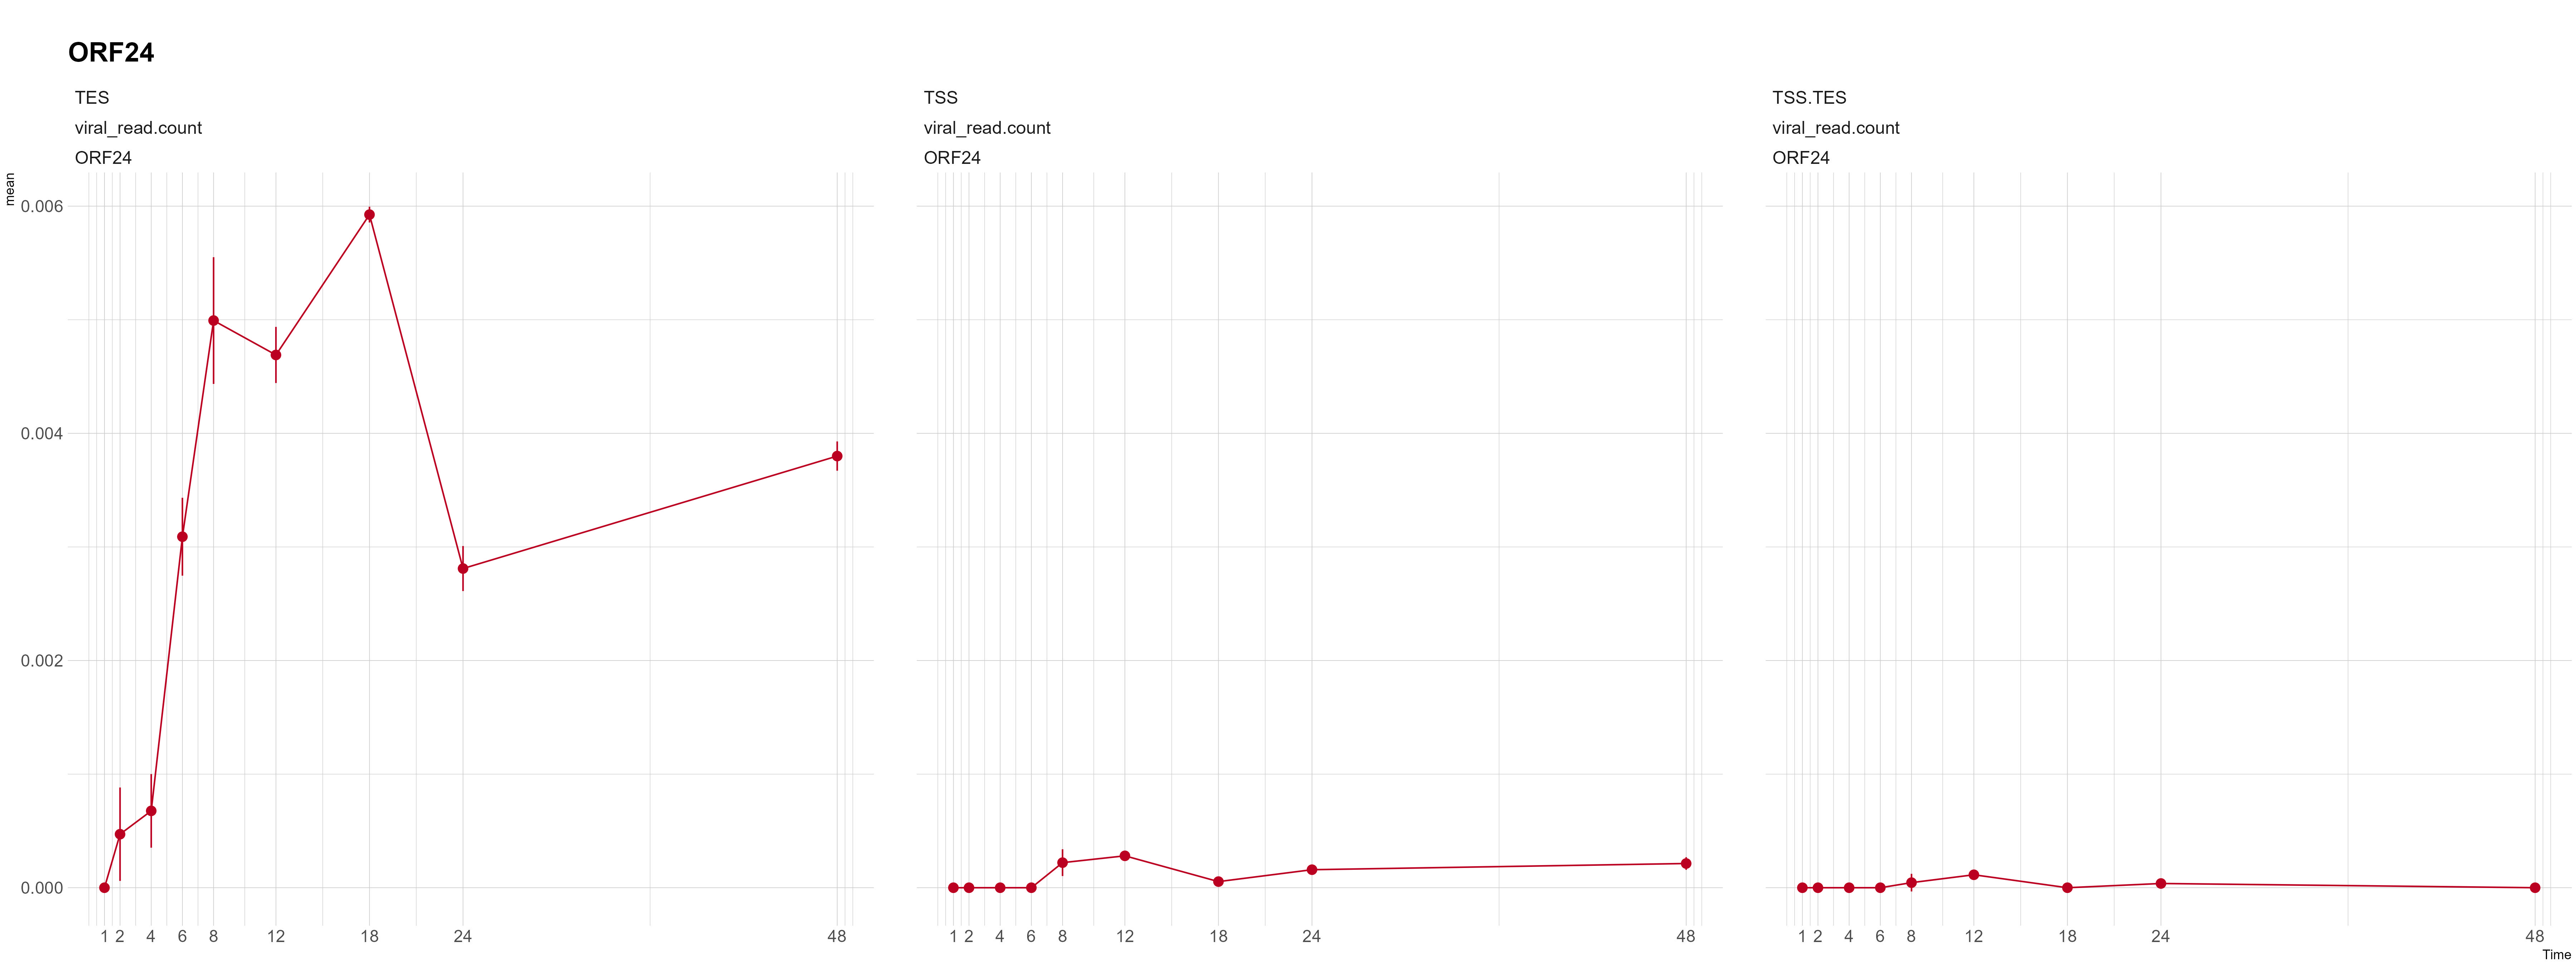 ORF24
TES
viral_read.count
ORF24
TSS
viral_read.count
ORF24
TSS.TES
viral_read.count
ORF24
mean
0.006
0.004
0.002
0.000
1 2 4 6 8 12 18 24 48
1 2 4 6 8 12 18 24 48
1 2 4 6 8 12 18 24 48
Time